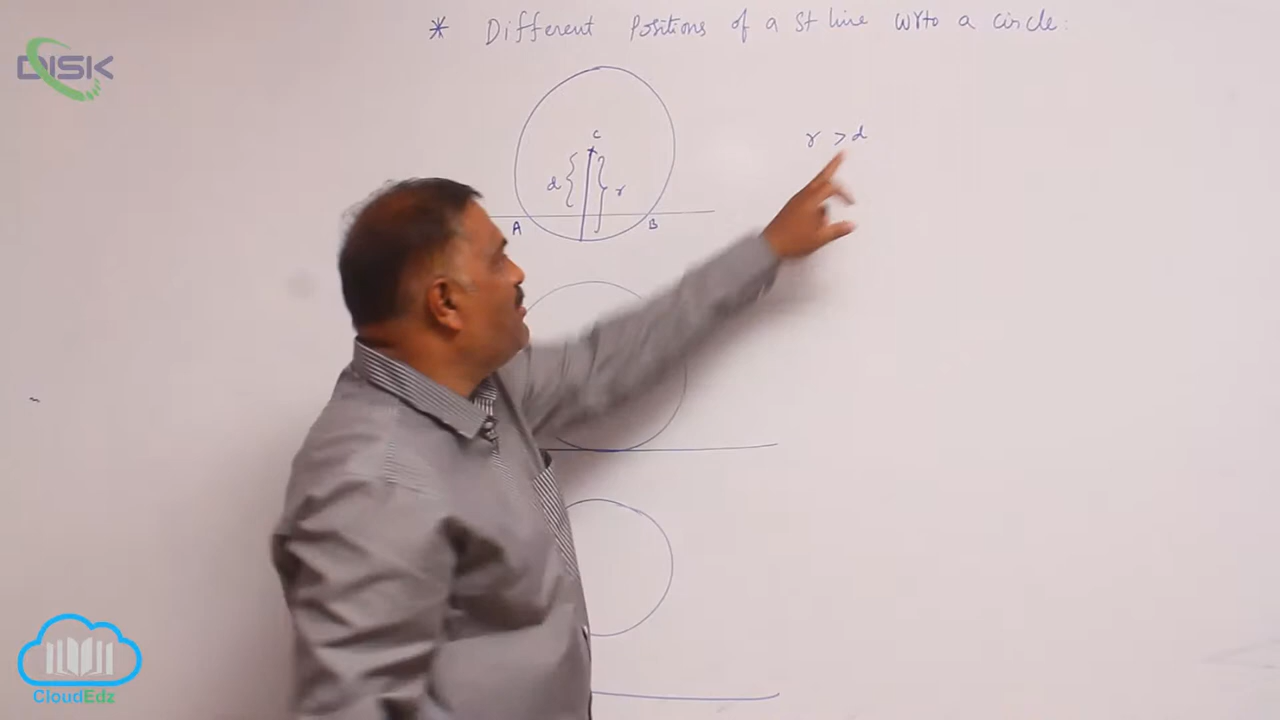 * Different Positions of a St line wrto a circle:
DISK
C
r > d
d
r
A
B
CloudEdz